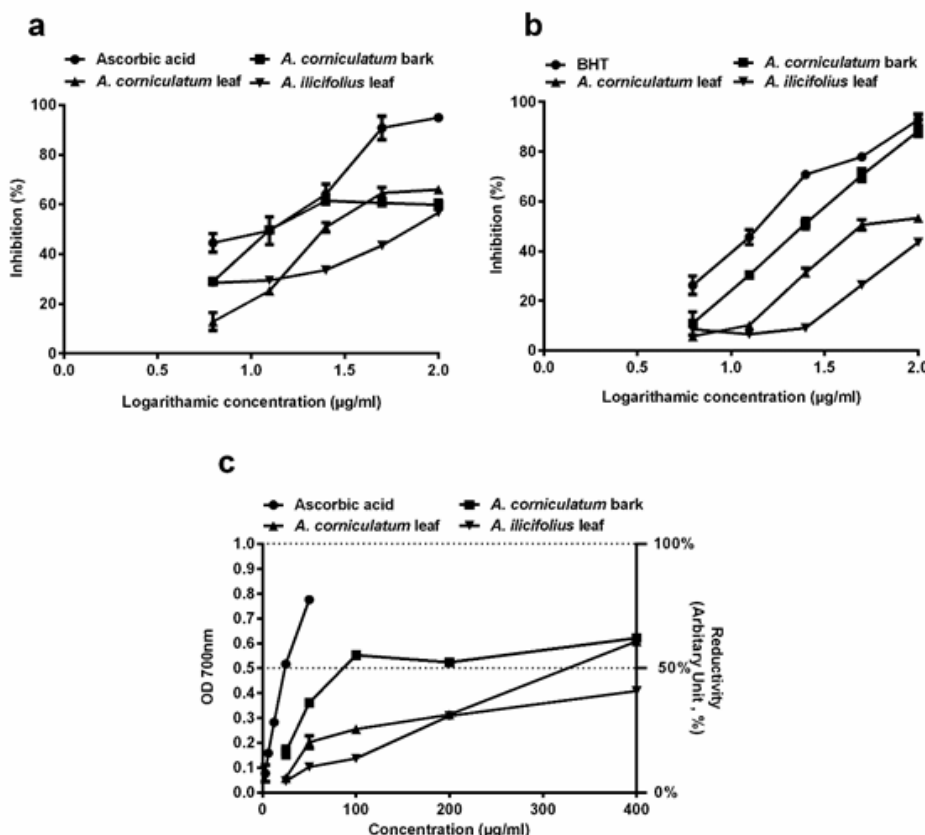 a
Ascorbic acid
A. corniculatum bark
A. corniculatum leaf
A. ilicifolius leaf
100
80
60
40
20
0
Inhibition (%)
0.0 0.5 1.0 1.5 2.0
Logarithamic concentration (µg/ml)
b
BHT
A. corniculatum bark
A. corniculatum leaf
A. ilicifolius leaf
100
80
60
40
20
0
Inhibition (%)
0.0 0.5 1.0 1.5 2.0
Logarithamic concentration (µg/ml)
c
Ascorbic acid
A. corniculatum bark
A. corniculatum leaf
A. ilicifolius leaf
1.0
0.9
0.8
0.7
0.6
0.5
0.4
0.3
0.2
0.1
0.0
OD 700nm
100%
50%
0%
Reductivity
(Arbitary Unit , %)
0 100 200 300 400
Concentration (µg/ml)